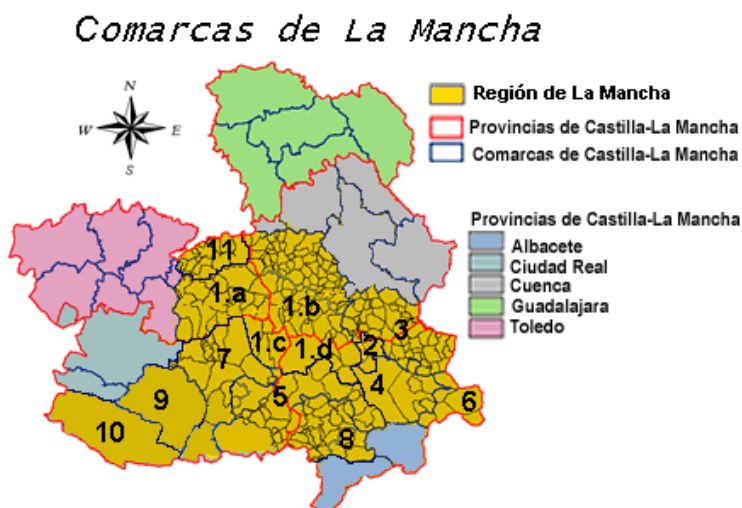 Comarcas de La Mancha
N
W E
S
Región de La Mancha
Provincias de Castilla-La Mancha
Comarcas de Castilla-La Mancha
Provincias de Castilla-La Mancha
Albacete
Ciudad Real
Cuenca
Guadalajara
Toledo
11
1.a
1.b
3
1.c
1.d
2
7
4
5
6
9
8
10